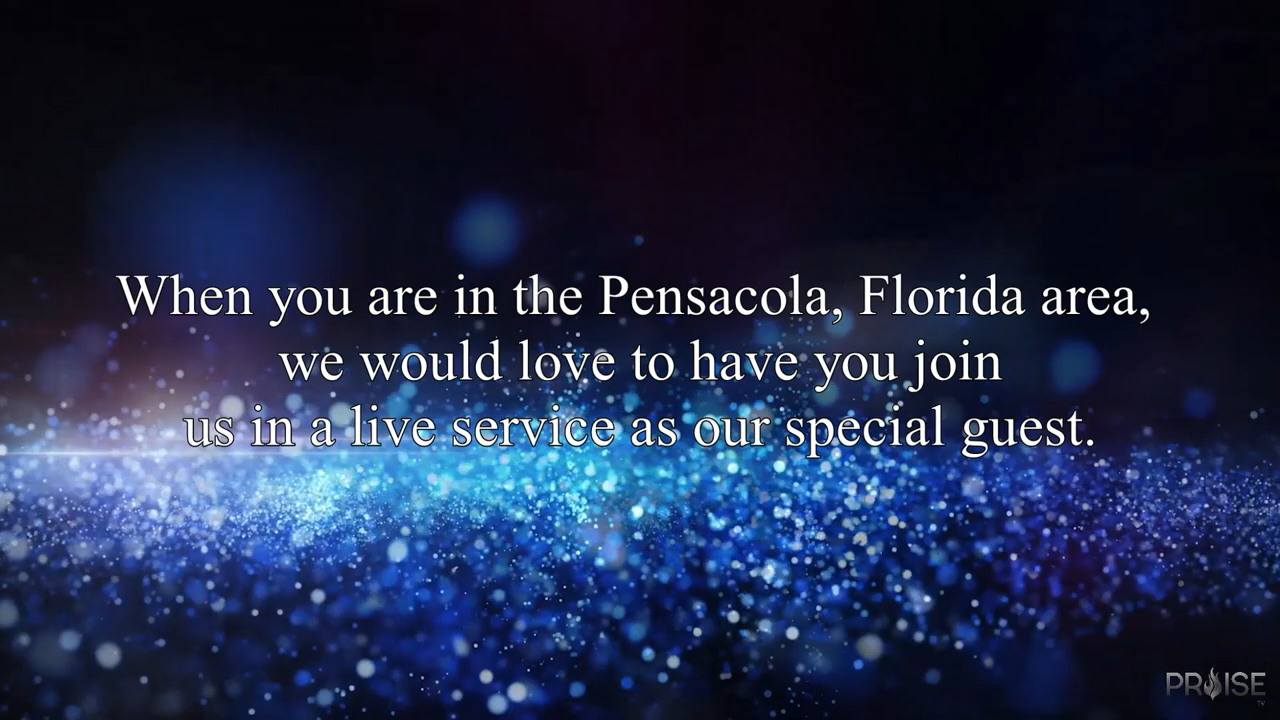 When you are in the Pensacola, Florida area,
we would love to have you join
us in a live service as our special guest.
PRAISE
TV